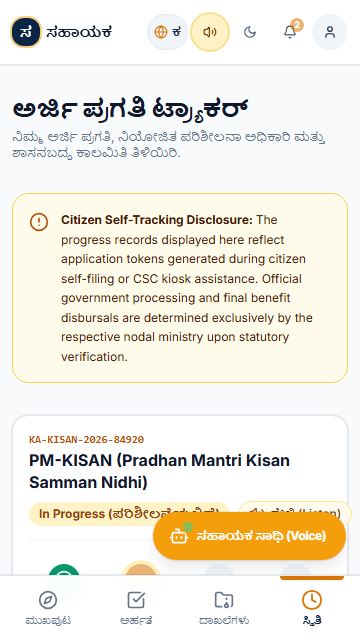 ಸ ಸಹಾಯಕ ಕ 2
ಅರ್ಜಿ ಪ್ರಗತಿ ಟ್ರ್ಯಾಕರ್
ನಿಮ್ಮ ಅರ್ಜಿ ಪ್ರಗತಿ, ನಿಯೋಜಿತ ಪರಿಶೀಲನಾ ಅಧಿಕಾರಿ ಮತ್ತು
ಶಾಸನಬದ್ಧ ಕಾಲಮಿತಿ ತಿಳಿಯಿರಿ.
Citizen Self-Tracking Disclosure: The
progress records displayed here reflect
application tokens generated during citizen
self-filing or CSC kiosk assistance. Official
government processing and final benefit
disbursals are determined exclusively by the
respective nodal ministry upon statutory
verification.
KA-KISAN-2026-84920
PM-KISAN (Pradhan Mantri Kisan
Samman Nidhi)
In Progress
ಸಹಾಯಕ ಸಾಥಿ (Voice)
ಮುಖಪುಟ ಅರ್ಹತೆ ದಾಖಲೆಗಳು ಸ್ಥಿತಿ